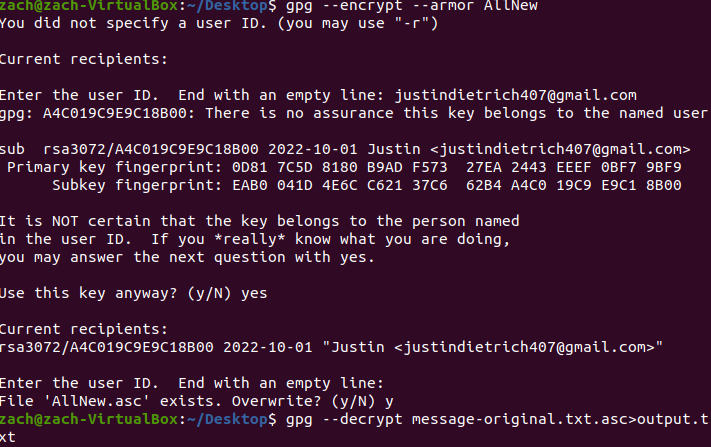 zach@zach-VirtualBox:~/Desktop$ gpg --encrypt --armor AllNew
You did not specify a user ID. (you may use "-r")
Current recipients:
Enter the user ID.  End with an empty line: justindietrich407@gmail.com
gpg: A4C019C9E9C18B00: There is no assurance this key belongs to the named user
sub  rsa3072/A4C019C9E9C18B00 2022-10-01 Justin <justindietrich407@gmail.com>
 Primary key fingerprint: 0D81 7C5D 8180 B9AD F573  27EA 2443 EEEF 0BF7 9BF9
      Subkey fingerprint: EAB0 041D 4E6C C621 37C6  62B4 A4C0 19C9 E9C1 8B00
It is NOT certain that the key belongs to the person named
in the user ID.  If you *really* know what you are doing,
you may answer the next question with yes.
Use this key anyway? (y/N) yes
Current recipients:
rsa3072/A4C019C9E9C18B00 2022-10-01 "Justin <justindietrich407@gmail.com>"
Enter the user ID.  End with an empty line:
File 'AllNew.asc' exists. Overwrite? (y/N) y
zach@zach-VirtualBox:~/Desktop$ gpg --decrypt message-original.txt.asc>output.t
xt